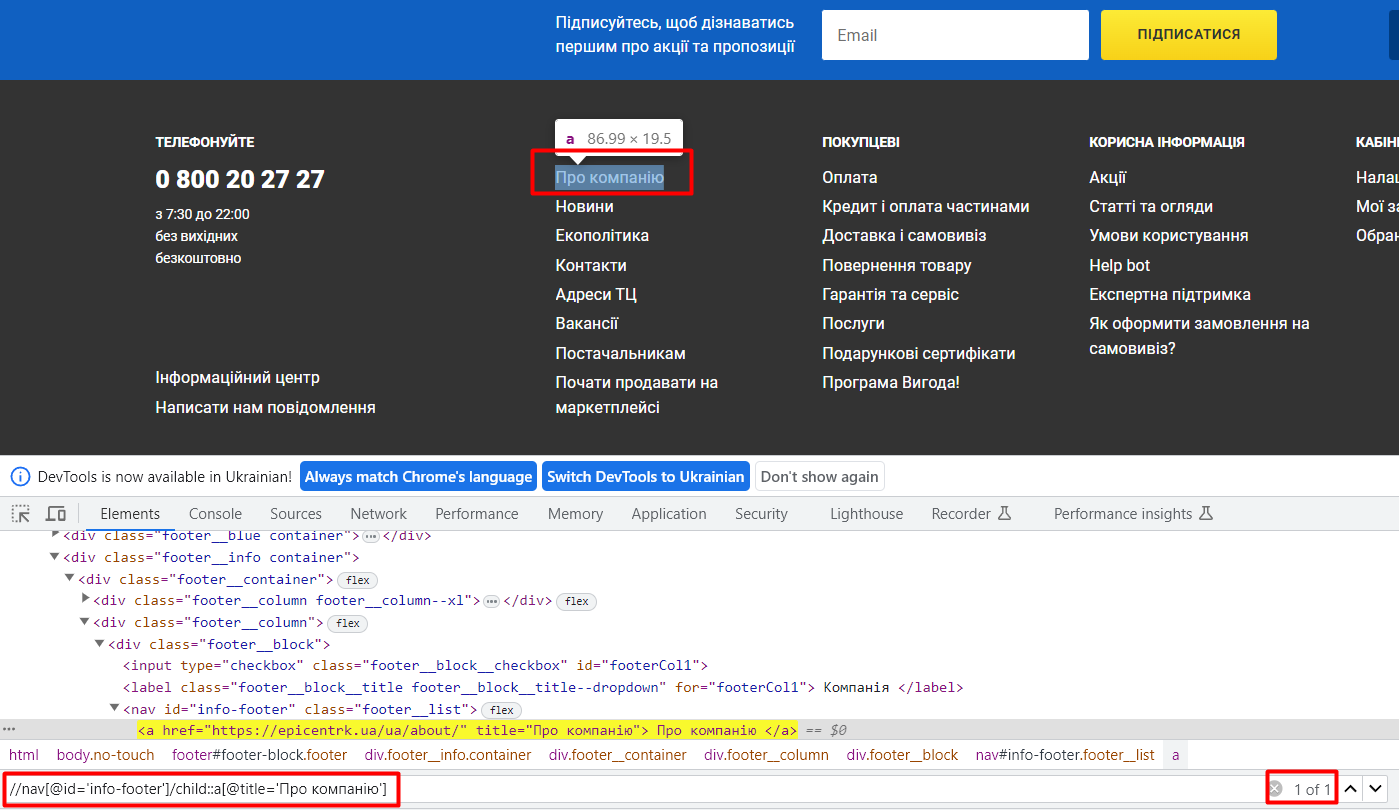 Підписуйтесь, щоб дізнаватись
першим про акції та пропозиції
Email
ПІДПИСАТИСЯ
ТЕЛЕФОНУЙТЕ
0 800 20 27 27
з 7:30 до 22:00
без вихідних
безкоштовно
Інформаційний центр
Написати нам повідомлення
a 86.99 × 19.5
Про компанію
Новини
Екополітика
Контакти
Адреси ТЦ
Вакансії
Постачальникам
Почати продавати на
маркетплейсі
ПОКУПЦЕВІ
Оплата
Кредит і оплата частинами
Доставка і самовивіз
Повернення товару
Гарантія та сервіс
Послуги
Подарункові сертифікати
Програма Вигода!
КОРИСНА ІНФОРМАЦІЯ
Акції
Статті та огляди
Умови користування
Help bot
Експертна підтримка
Як оформити замовлення на
самовивіз?
КАБІН
Налаш
Мої за
Обран
DevTools is now available in Ukrainian! Always match Chrome's language Switch DevTools to Ukrainian Don't show again
Elements Console Sources Network Performance Memory Application Security Lighthouse Recorder Performance insights
<div class="footer__blue container"> ⋯ </div>
<div class="footer__info container">
<div class="footer__container"> flex
<div class="footer__column footer__column--xl"> ⋯ </div> flex
<div class="footer__column"> flex
<div class="footer__block">
<input type="checkbox" class="footer__block__checkbox" id="footerCol1">
<label class="footer__block__title footer__block__title--dropdown" for="footerCol1"> Компанія </label>
<nav id="info-footer" class="footer__list"> flex
<a href="https://epicentrk.ua/ua/about/" title="Про компанію"> Про компанію </a> == $0
html body.no-touch footer#footer-block.footer div.footer__info.container div.footer__container div.footer__column div.footer__block nav#info-footer.footer__list a
//nav[@id='info-footer']/child::a[@title='Про компанію'] 1 of 1